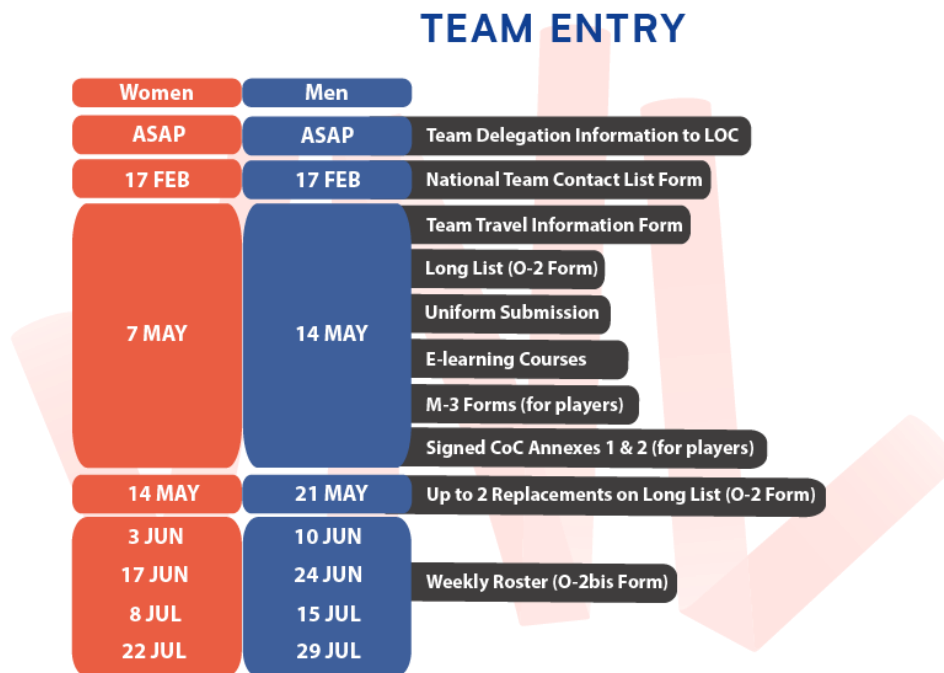 TEAM ENTRY
Women Men
ASAP ASAP Team Delegation Information to LOC
17 FEB 17 FEB National Team Contact List Form
Team Travel Information Form
Long List (O-2 Form)
Uniform Submission
7 MAY 14 MAY
E-learning Courses
M-3 Forms (for players)
Signed CoC Annexes 1 & 2 (for players)
14 MAY 21 MAY Up to 2 Replacements on Long List (O-2 Form)
3 JUN 10 JUN
17 JUN 24 JUN Weekly Roster (O-2bis Form)
8 JUL 15 JUL
22 JUL 29 JUL